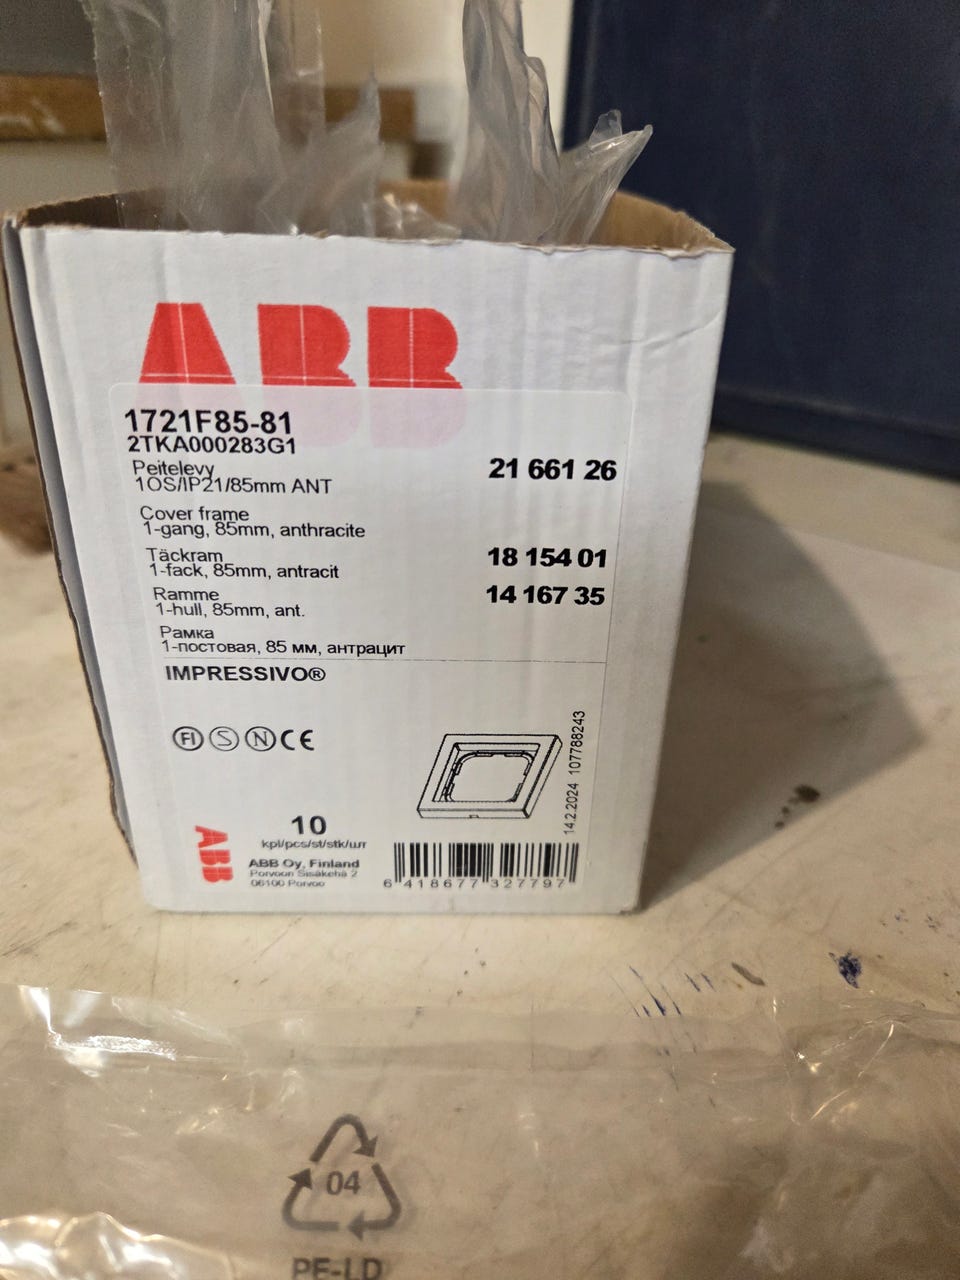 ABB
1721F85-81
2TKA000283G1
Peitelevy
1OS/IP21/85mm ANT
21 661 26
Cover frame
1-gang, 85mm, anthracite
Täckram
1-fack, 85mm, antracit
18 154 01
Ramme
1-hull, 85mm, ant.
14 167 35
Рамка
1-постовая, 85 мм, антрацит
IMPRESSIVO®
FI S N CE
14.2.2024 107788243
10
kpl/pcs/st/stk/шт
ABB
ABB Oy, Finland
Porvoon Sisäkehä 2
06100 Porvoo
6 418677 327797
04
PE-LD